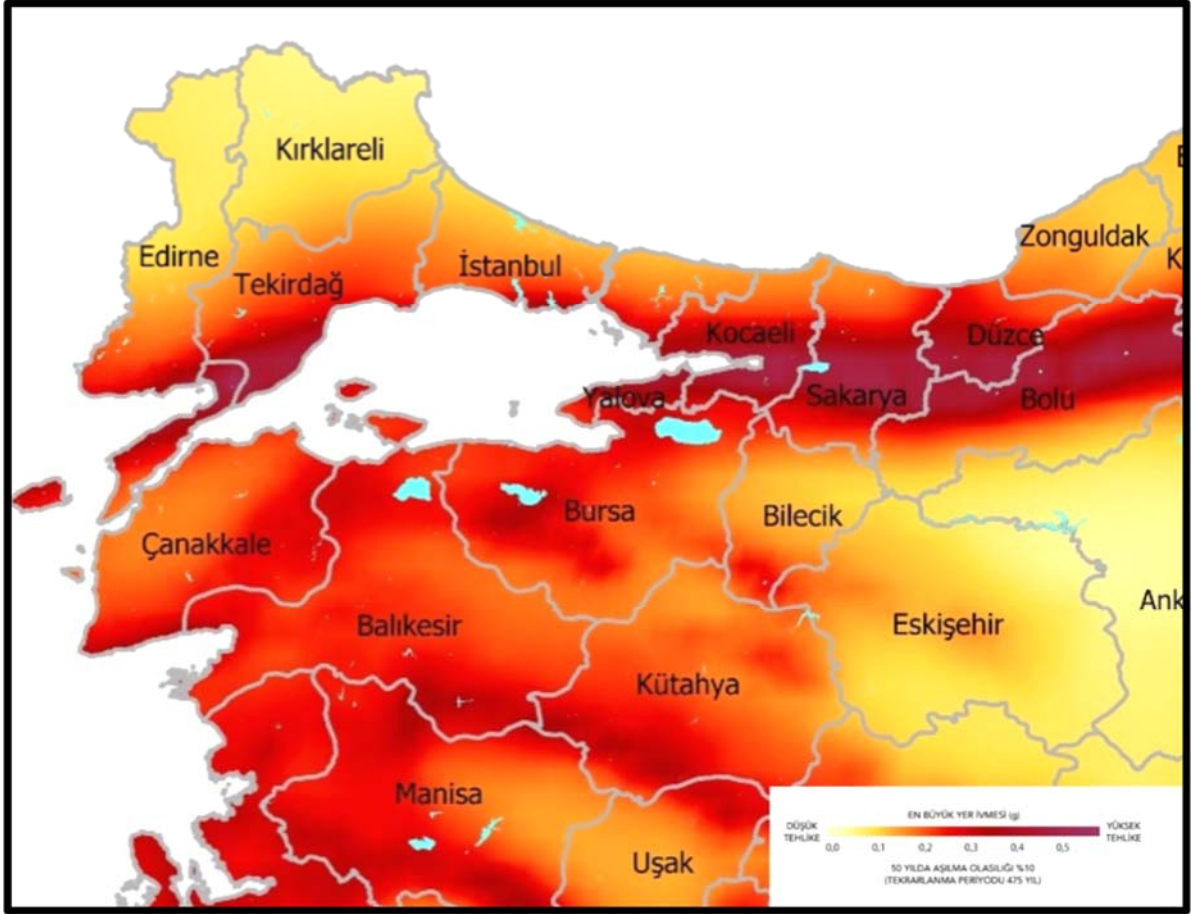 Kırklareli
Edirne
Tekirdağ
İstanbul
Zonguldak
K
Kocaeli
Düzce
Yalova
Sakarya
Bolu
Bursa
Bilecik
Çanakkale
Balıkesir
Eskişehir
Ank
Kütahya
Manisa
Uşak
EN BÜYÜK YER İVMESİ (g)
DÜŞÜK TEHLİKE
YÜKSEK TEHLİKE
0,0 0,1 0,2 0,3 0,4 0,5
50 YILDA AŞILMA OLASILIĞI %10
(TEKRARLANMA PERİYODU 475 YIL)